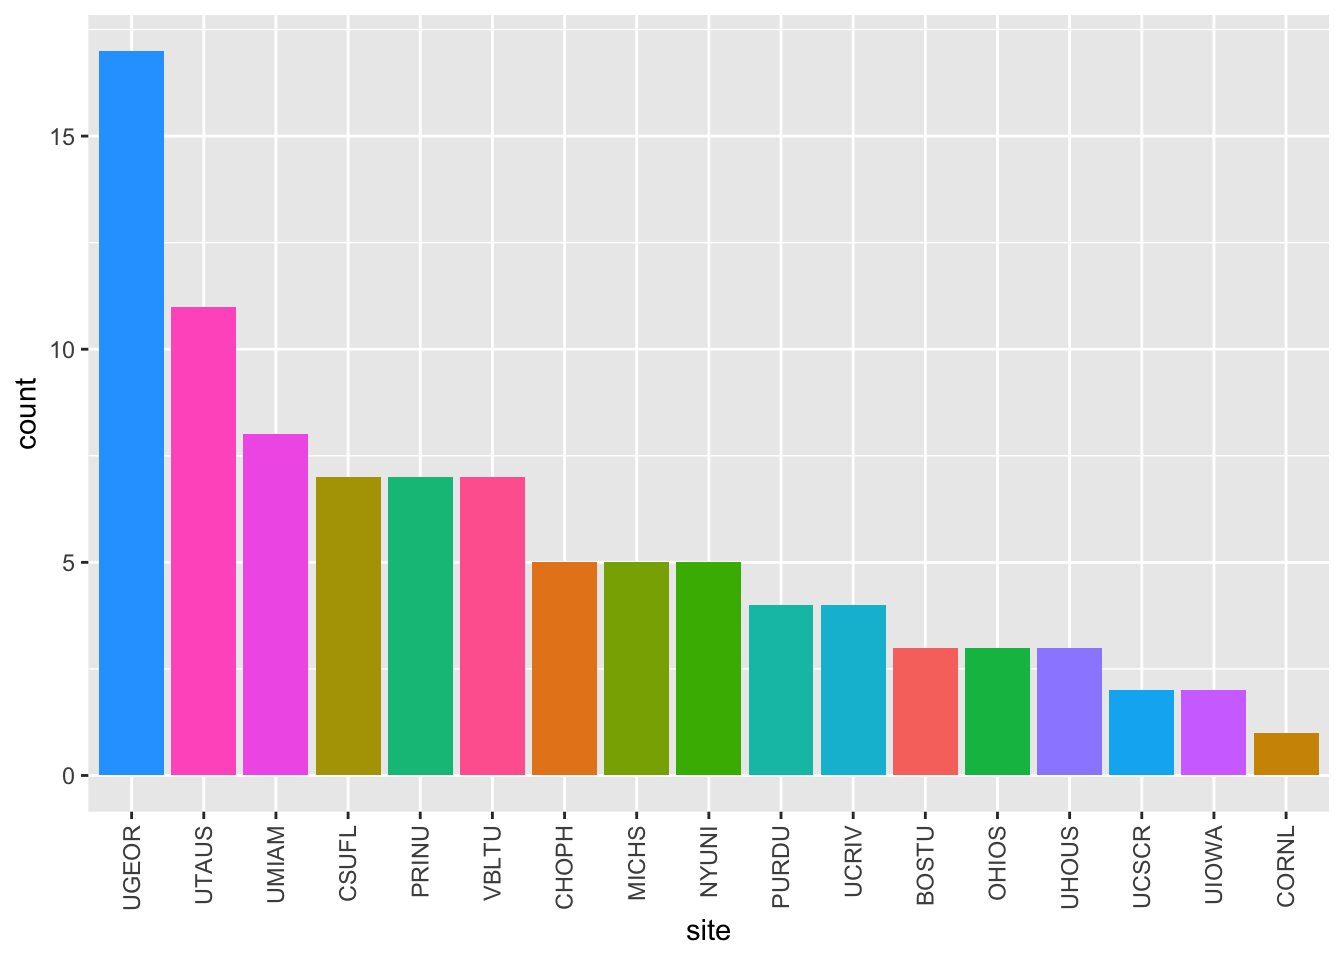 count
15
10
5
0
UGEOR
UTAUS
UMIAM
CSUFL
PRINU
VBLTU
CHOPH
MICHS
NYUNI
PURDU
UCRIV
BOSTU
OHIOS
UHOUS
UCSCR
UIOWA
CORNL
site